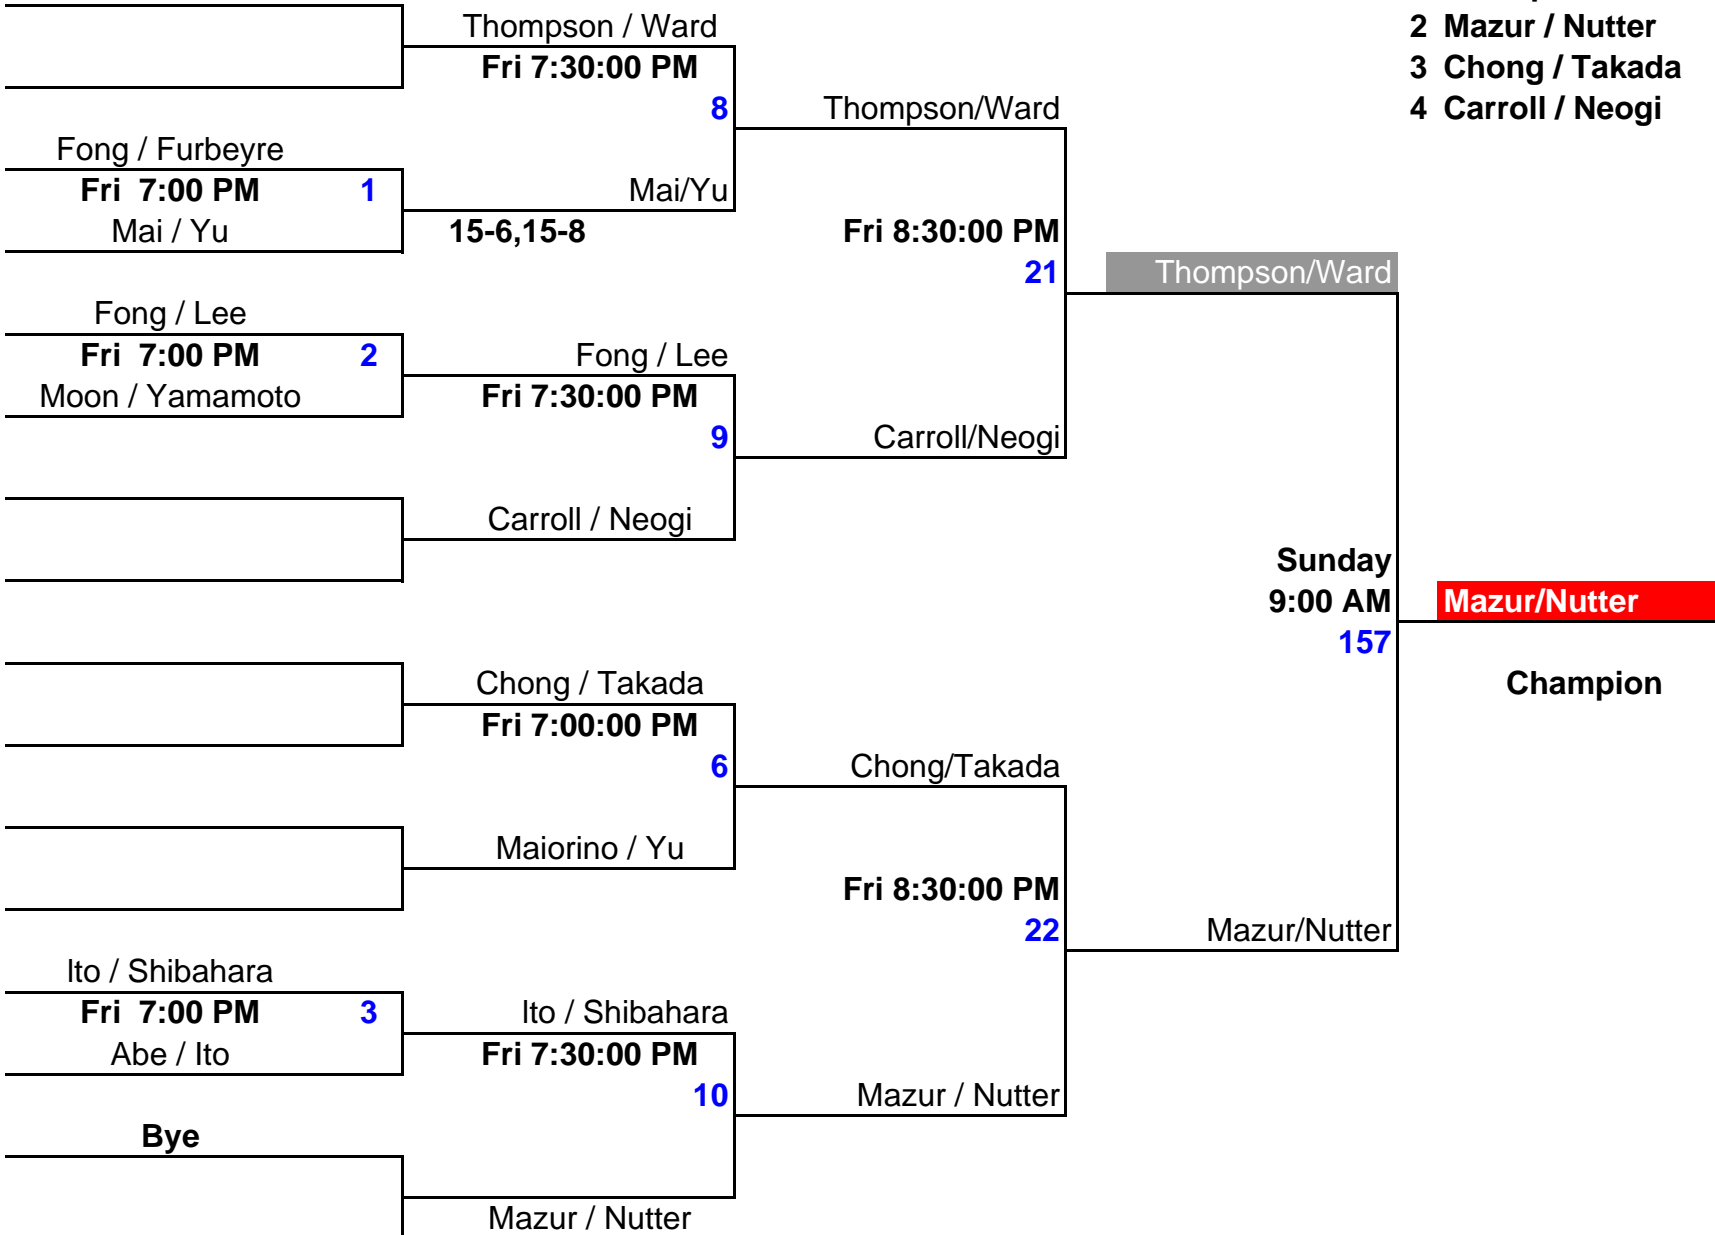 Thompson / Ward
2 Mazur / Nutter
Fri 7:30:00 PM
3 Chong / Takada
8
Thompson/Ward
4 Carroll / Neogi
Fong / Furbeyre
Fri 7:00 PM 1
Mai/Yu
Mai / Yu
15-6,15-8
Fri 8:30:00 PM
21
Thompson/Ward
Fong / Lee
Fri 7:00 PM 2
Fong / Lee
Moon / Yamamoto
Fri 7:30:00 PM
9
Carroll/Neogi
Carroll / Neogi
Sunday
9:00 AM
Mazur/Nutter
157
Chong / Takada
Champion
Fri 7:00:00 PM
6
Chong/Takada
Maiorino / Yu
Fri 8:30:00 PM
22
Mazur/Nutter
Ito / Shibahara
Fri 7:00 PM 3
Ito / Shibahara
Abe / Ito
Fri 7:30:00 PM
10
Mazur / Nutter
Bye
Mazur / Nutter